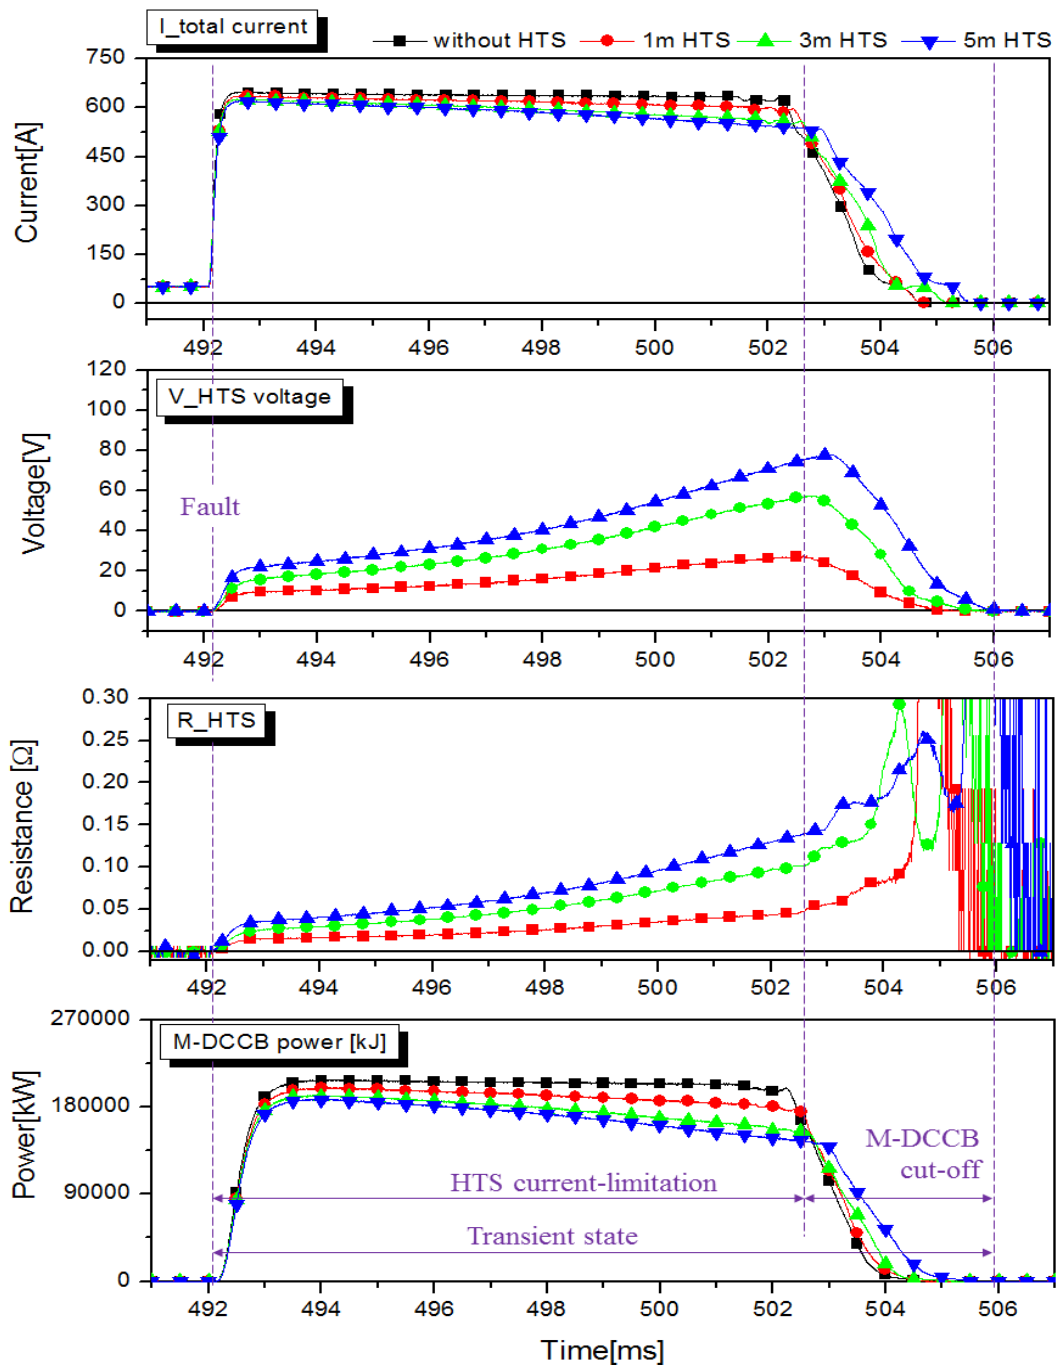 I_total current
without HTS 1m HTS 3m HTS 5m HTS
Current[A]
750
600
450
300
150
0
492 494 496 498 500 502 504 506
V_HTS voltage
Voltage[V]
120
100
80
60
40
20
0
Fault
492 494 496 498 500 502 504 506
R_HTS
Resistance [Ω]
0.30
0.25
0.20
0.15
0.10
0.05
0.00
492 494 496 498 500 502 504 506
M-DCCB power [kJ]
Power[kW]
270000
180000
90000
0
M-DCCB
cut-off
HTS current-limitation
Transient state
492 494 496 498 500 502 504 506
Time[ms]